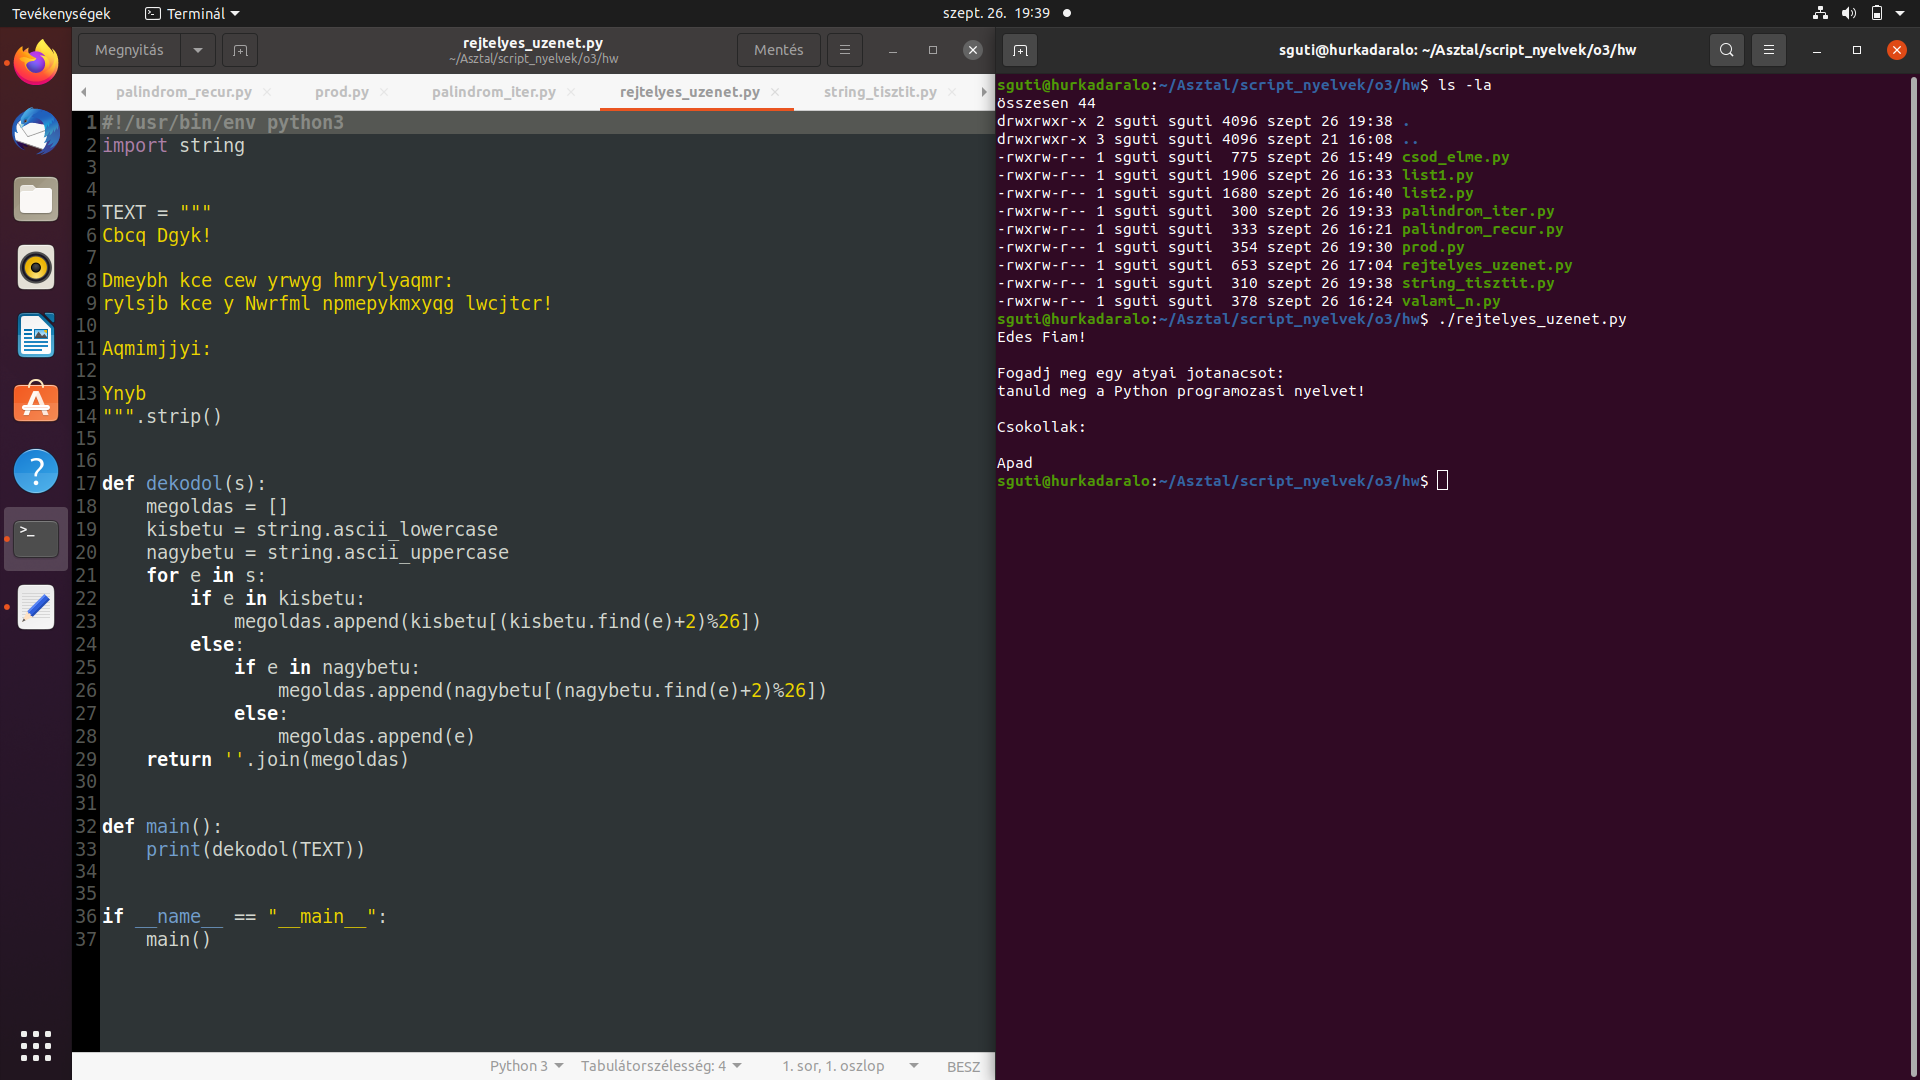 Tevékenységek
Terminál
szept. 26. 19:39
Megnyitás
rejtelyes_uzenet.py
~/Asztal/script_nyelvek/o3/hw
Mentés
palindrom_recur.py
prod.py
palindrom_iter.py
rejtelyes_uzenet.py
string_tisztit.py
1 #!/usr/bin/env python3
2 import string
3
4
5 TEXT = """
6 Cbcq Dgyk!
7
8 Dmeybh kce cew yrwyg hmrylyaqmr:
9 rylsjb kce y Nwrfml npmepykmxyqg lwcjtcr!
10
11 Aqmimjjyi:
12
13 Ynyb
14 """.strip()
15
16
17 def dekodol(s):
18     megoldas = []
19     kisbetu = string.ascii_lowercase
20     nagybetu = string.ascii_uppercase
21     for e in s:
22         if e in kisbetu:
23             megoldas.append(kisbetu[(kisbetu.find(e)+2)%26])
24         else:
25             if e in nagybetu:
26                 megoldas.append(nagybetu[(nagybetu.find(e)+2)%26])
27             else:
28                 megoldas.append(e)
29     return ''.join(megoldas)
30
31
32 def main():
33     print(dekodol(TEXT))
34
35
36 if __name__ == "__main__":
37     main()
Python 3
Tabulátorszélesség: 4
1. sor, 1. oszlop
BESZ
sguti@hurkadaralo: ~/Asztal/script_nyelvek/o3/hw
sguti@hurkadaralo:~/Asztal/script_nyelvek/o3/hw$ ls -la
összesen 44
drwxrwxr-x 2 sguti sguti 4096 szept 26 19:38 .
drwxrwxr-x 3 sguti sguti 4096 szept 21 16:08 ..
-rwxrw-r-- 1 sguti sguti  775 szept 26 15:49 csod_elme.py
-rwxrw-r-- 1 sguti sguti 1906 szept 26 16:33 list1.py
-rwxrw-r-- 1 sguti sguti 1680 szept 26 16:40 list2.py
-rwxrw-r-- 1 sguti sguti  300 szept 26 19:33 palindrom_iter.py
-rwxrw-r-- 1 sguti sguti  333 szept 26 16:21 palindrom_recur.py
-rwxrw-r-- 1 sguti sguti  354 szept 26 19:30 prod.py
-rwxrw-r-- 1 sguti sguti  653 szept 26 17:04 rejtelyes_uzenet.py
-rwxrw-r-- 1 sguti sguti  310 szept 26 19:38 string_tisztit.py
-rwxrw-r-- 1 sguti sguti  378 szept 26 16:24 valami_n.py
sguti@hurkadaralo:~/Asztal/script_nyelvek/o3/hw$ ./rejtelyes_uzenet.py
Edes Fiam!

Fogadj meg egy atyai jotanacsot:
tanuld meg a Python programozasi nyelvet!

Csokollak:

Apad
sguti@hurkadaralo:~/Asztal/script_nyelvek/o3/hw$